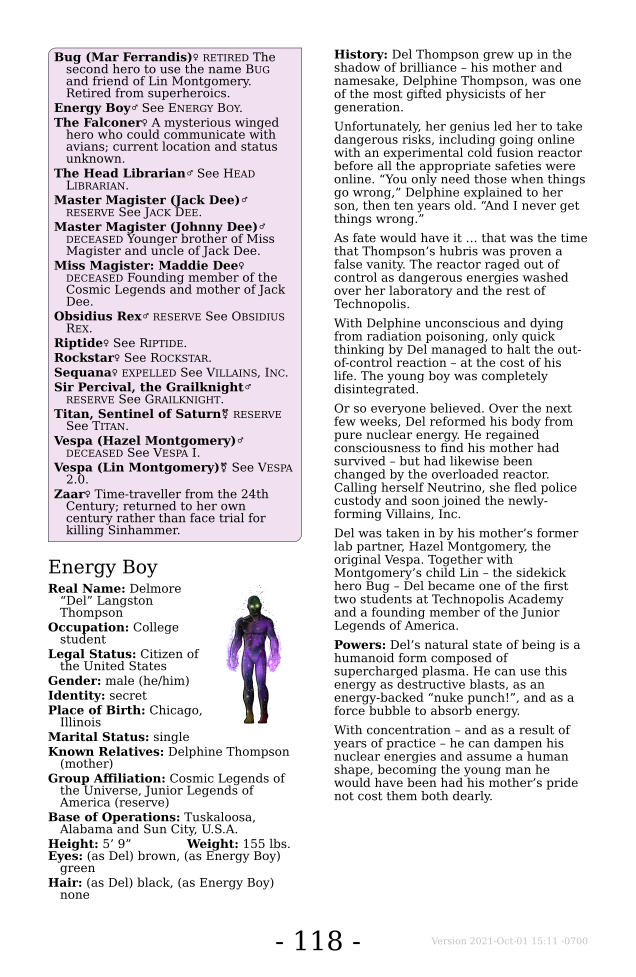 Bug (Mar Ferrandis)♀ RETIRED The
second hero to use the name BUG
and friend of Lin Montgomery.
Retired from superheroics.
Energy Boy♂ See ENERGY BOY.
The Falconer♀ A mysterious winged
hero who could communicate with
avians; current location and status
unknown.
The Head Librarian♂ See HEAD
LIBRARIAN.
Master Magister (Jack Dee)♂
RESERVE See JACK DEE.
Master Magister (Johnny Dee)♂
DECEASED Younger brother of Miss
Magister and uncle of Jack Dee.
Miss Magister: Maddie Dee♀
DECEASED Founding member of the
Cosmic Legends and mother of Jack
Dee.
Obsidius Rex♂ RESERVE See OBSIDIUS
REX.
Riptide♀ See RIPTIDE.
Rockstar♀ See ROCKSTAR.
Sequana♀ EXPELLED See VILLAINS, INC.
Sir Percival, the Grailknight♂
RESERVE See GRAILKNIGHT.
Titan, Sentinel of Saturn⚧ RESERVE
See TITAN.
Vespa (Hazel Montgomery)♂
DECEASED See VESPA I.
Vespa (Lin Montgomery)⚧ See VESPA
2.0.
Zaar♀ Time-traveller from the 24th
Century; returned to her own
century rather than face trial for
killing Sinhammer.
Energy Boy
Real Name: Delmore
“Del” Langston
Thompson
Occupation: College
student
Legal Status: Citizen of
the United States
Gender: male (he/him)
Identity: secret
Place of Birth: Chicago,
Illinois
Marital Status: single
Known Relatives: Delphine Thompson
(mother)
Group Affiliation: Cosmic Legends of
the Universe, Junior Legends of
America (reserve)
Base of Operations: Tuskaloosa,
Alabama and Sun City, U.S.A.
Height: 5’ 9” Weight: 155 lbs.
Eyes: (as Del) brown, (as Energy Boy)
green
Hair: (as Del) black, (as Energy Boy)
none
History: Del Thompson grew up in the
shadow of brilliance – his mother and
namesake, Delphine Thompson, was one
of the most gifted physicists of her
generation.
Unfortunately, her genius led her to take
dangerous risks, including going online
with an experimental cold fusion reactor
before all the appropriate safeties were
online. “You only need those when things
go wrong,” Delphine explained to her
son, then ten years old. “And I never get
things wrong.”
As fate would have it … that was the time
that Thompson’s hubris was proven a
false vanity. The reactor raged out of
control as dangerous energies washed
over her laboratory and the rest of
Technopolis.
With Delphine unconscious and dying
from radiation poisoning, only quick
thinking by Del managed to halt the out-
of-control reaction – at the cost of his
life. The young boy was completely
disintegrated.
Or so everyone believed. Over the next
few weeks, Del reformed his body from
pure nuclear energy. He regained
consciousness to find his mother had
survived – but had likewise been
changed by the overloaded reactor.
Calling herself Neutrino, she fled police
custody and soon joined the newly-
forming Villains, Inc.
Del was taken in by his mother’s former
lab partner, Hazel Montgomery, the
original Vespa. Together with
Montgomery’s child Lin – the sidekick
hero Bug – Del became one of the first
two students at Technopolis Academy
and a founding member of the Junior
Legends of America.
Powers: Del’s natural state of being is a
humanoid form composed of
supercharged plasma. He can use this
energy as destructive blasts, as an
energy-backed “nuke punch!”, and as a
force bubble to absorb energy.
With concentration – and as a result of
years of practice – he can dampen his
nuclear energies and assume a human
shape, becoming the young man he
would have been had his mother’s pride
not cost them both dearly.
- 118 -
Version 2021-Oct-01 15:11 -0700